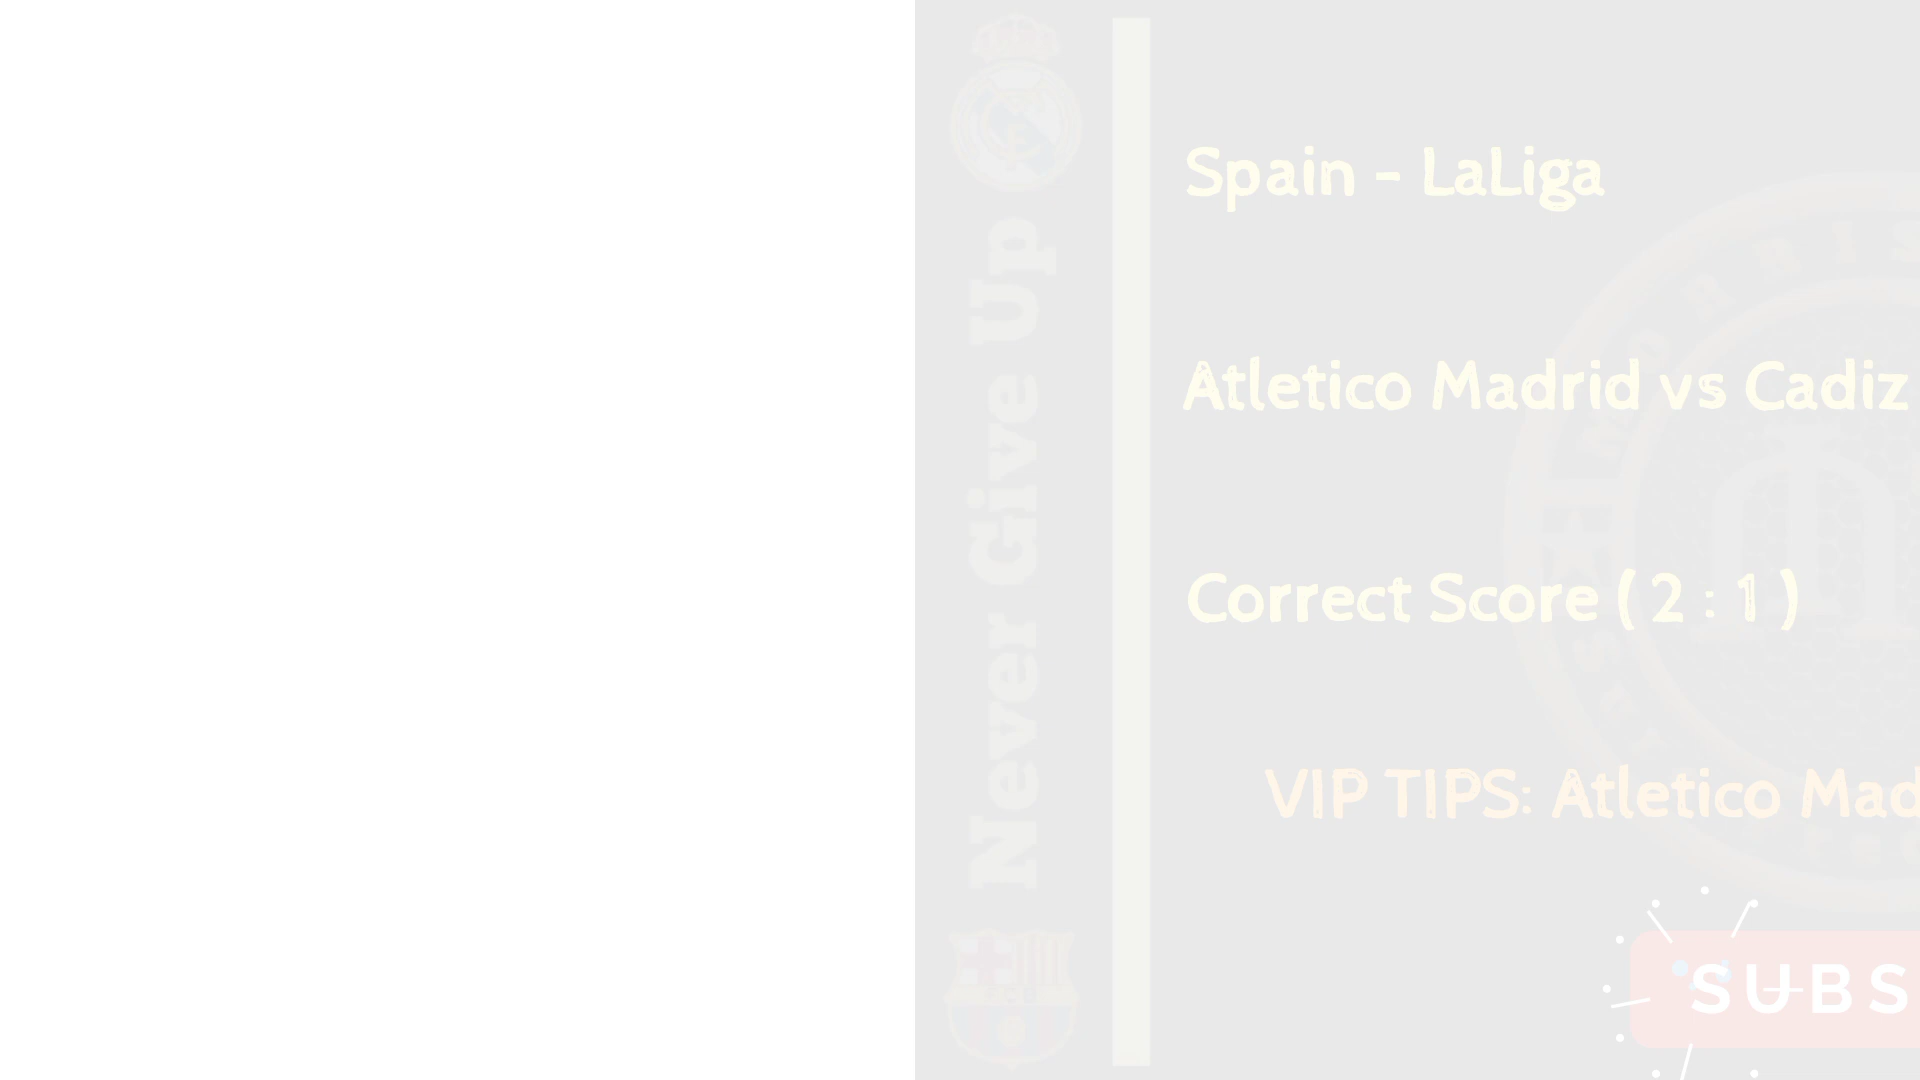 Never Give Up
Spain - LaLiga
Atletico Madrid vs Cadiz
Correct Score ( 2 : 1 )
VIP TIPS: Atletico Mad
SUBS